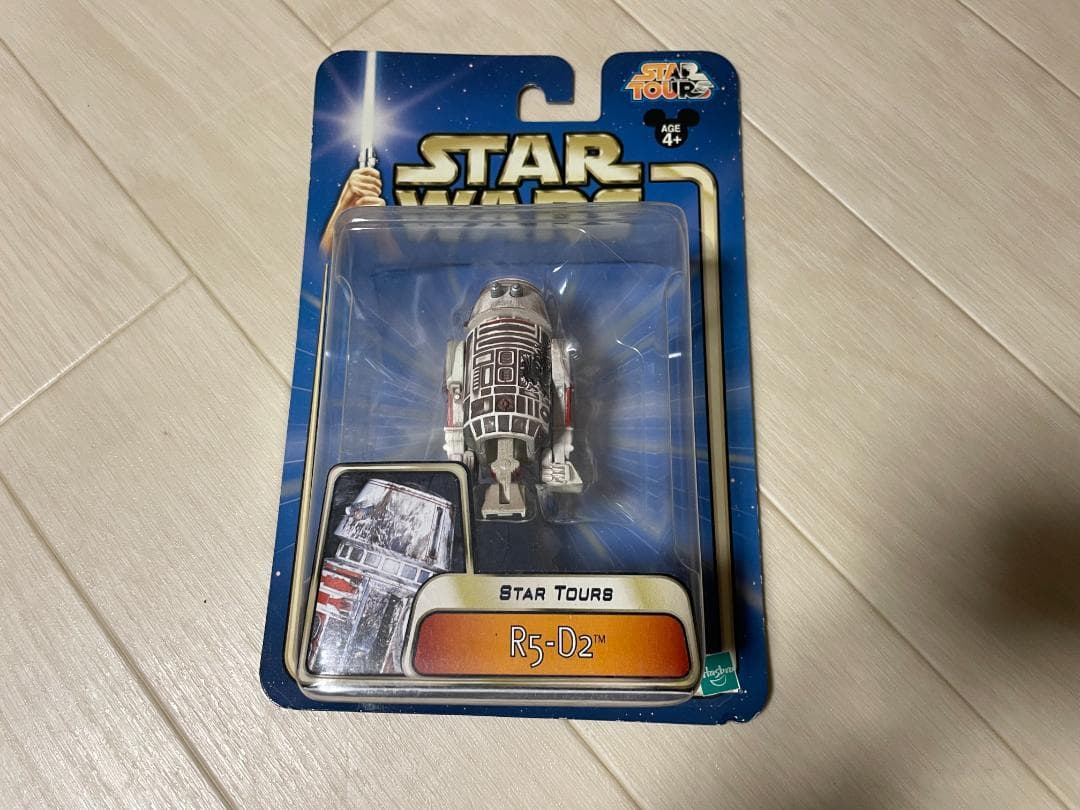 STAR TOURS
AGE
4+
STAR
WARS
STAR TOURS
R5-D2™
Hasbro